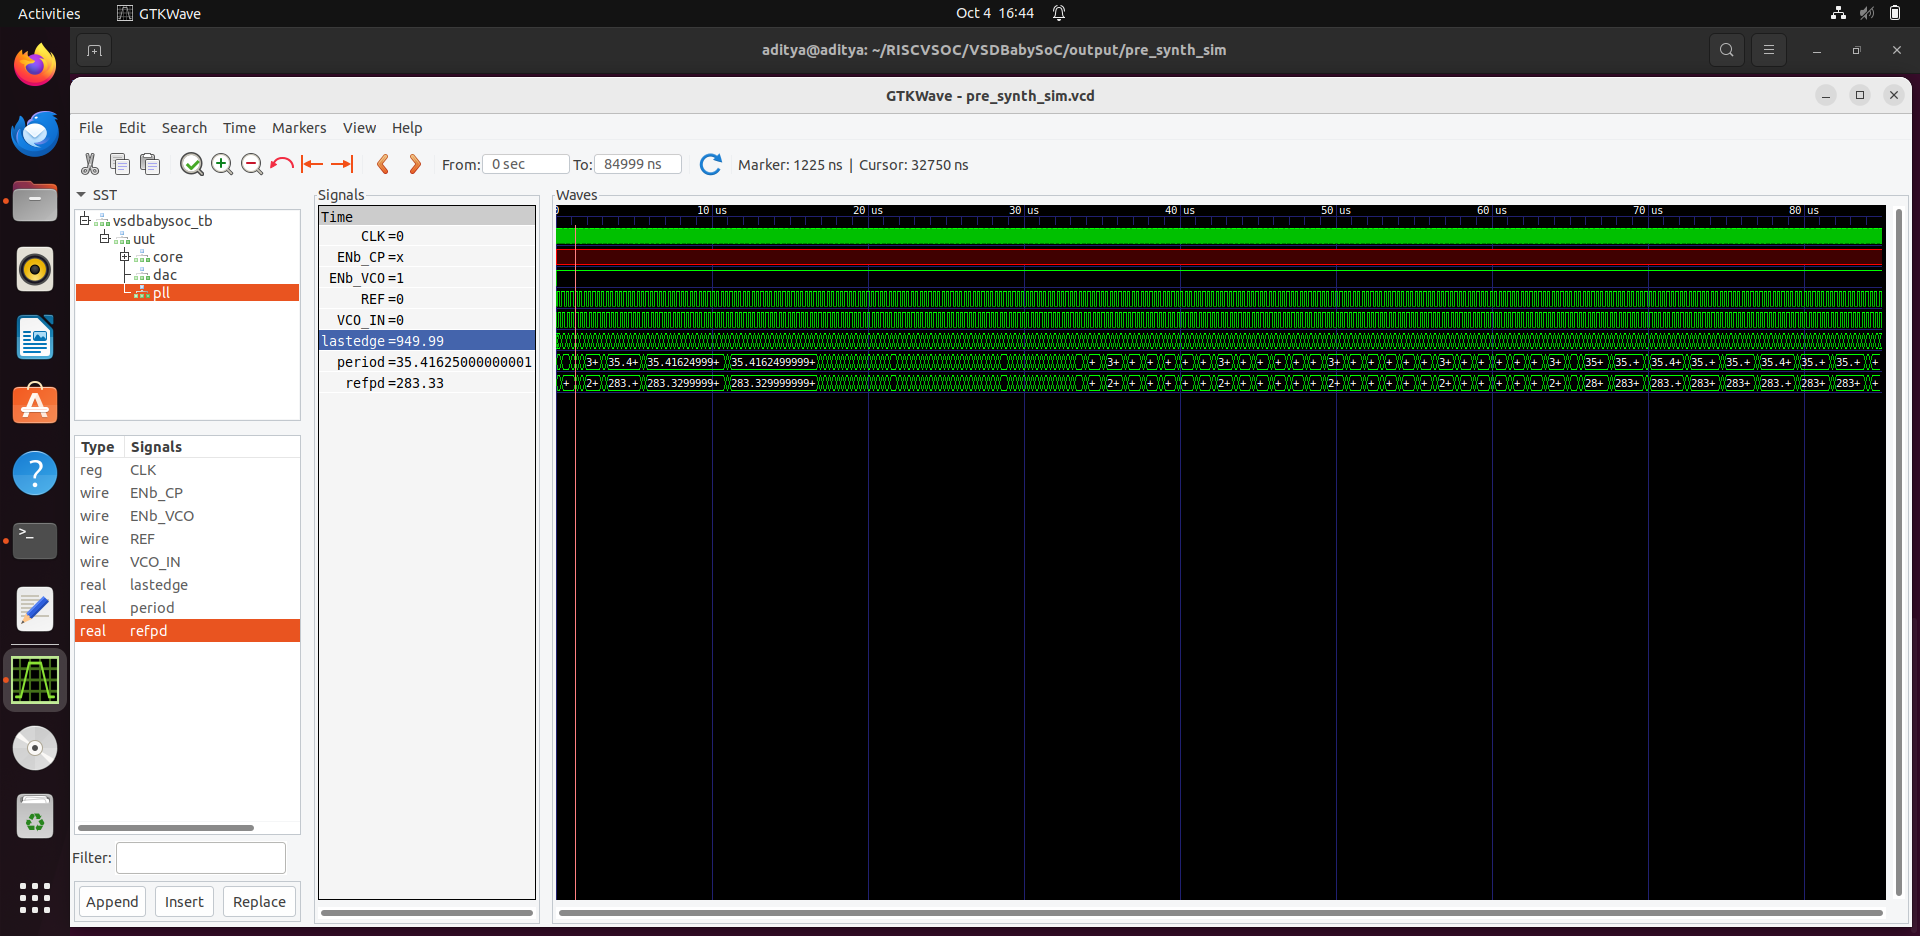 Activities GTKWave Oct 4 16:44
aditya@aditya: ~/RISCVSOC/VSDBabySoC/output/pre_synth_sim
GTKWave - pre_synth_sim.vcd
File Edit Search Time Markers View Help
From: 0 sec To: 84999 ns Marker: 1225 ns | Cursor: 32750 ns
SST
vsdbabysoc_tb
uut
core
dac
pll
Type Signals
reg CLK
wire ENb_CP
wire ENb_VCO
wire REF
wire VCO_IN
real lastedge
real period
real refpd
Filter:
Append Insert Replace
Signals
Time
CLK=0
ENb_CP=x
ENb_VCO=1
REF=0
VCO_IN=0
lastedge=949.99
period=35.41625000000001
refpd=283.33
Waves
10 us 20 us 30 us 40 us 50 us 60 us 70 us 80 us
3+ 35.4+ 35.41624999+ 35.4162499999+ + 3+ + + + + 3+ + + + + 3+ + + + + 3+ + + + + 3+ + 35+ 35.+ 35.4+ 35.+ 35.+ 35.4+ 35.+ 35.+ +
+ 2+ 283.+ 283.3299999+ 283.329999999+ + 2+ + + + + 2+ + + + + 2+ + + + + 2+ + + + + 2+ + 28+ 283+ 283.+ 283+ 283+ 283.+ 283+ 283+ +